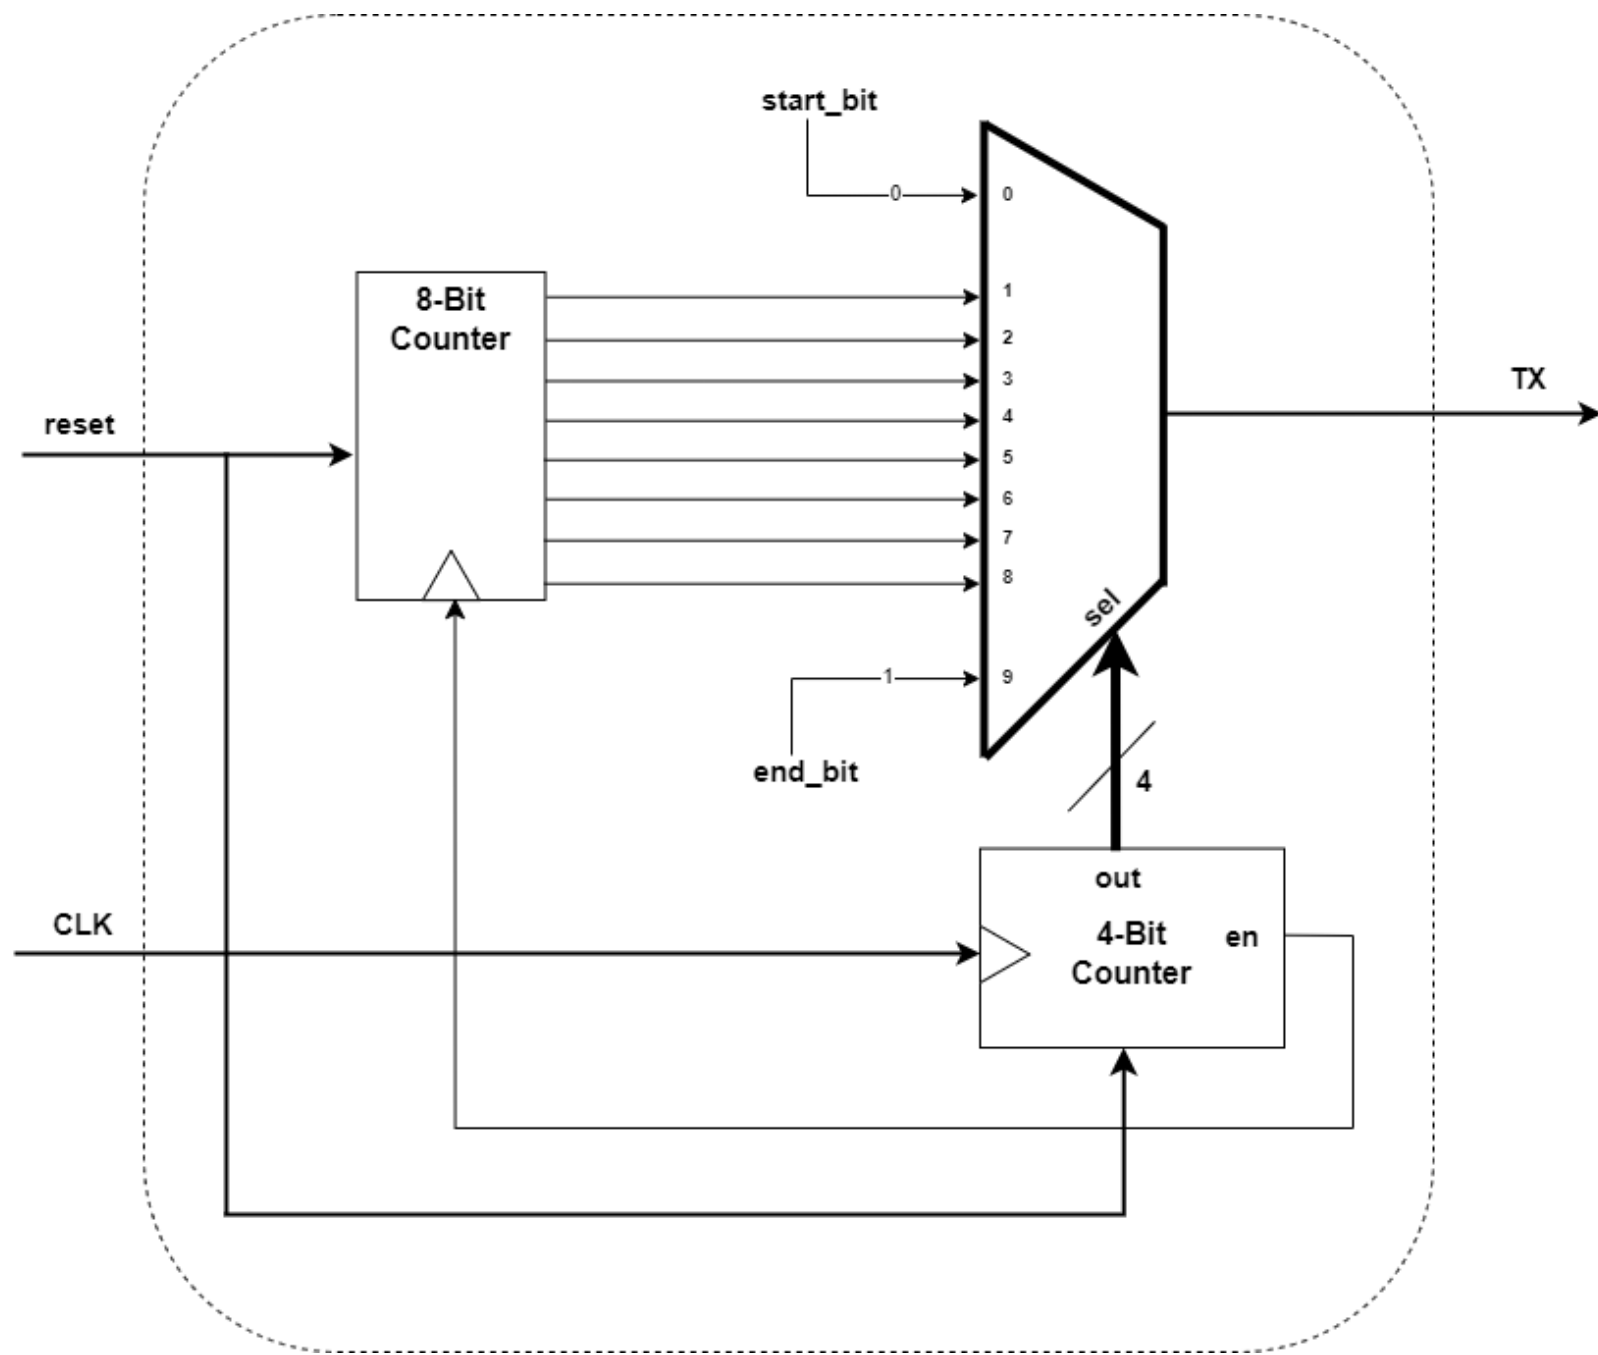 start_bit
0
0
8-Bit
Counter
1
2
3
4
5
6
7
8
reset
TX
sel
1
9
end_bit
4
out
CLK
4-Bit
Counter
en